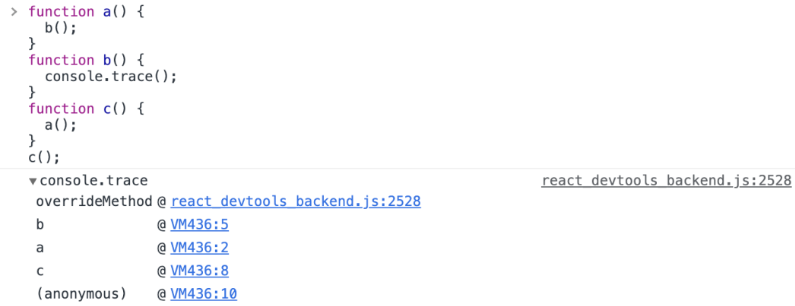 > function a() {
b();
}
function b() {
console.trace();
}
function c() {
a();
}
c();
▼console.trace react_devtools_backend.js:2528
overrideMethod @ react_devtools_backend.js:2528
b @ VM436:5
a @ VM436:2
c @ VM436:8
(anonymous) @ VM436:10